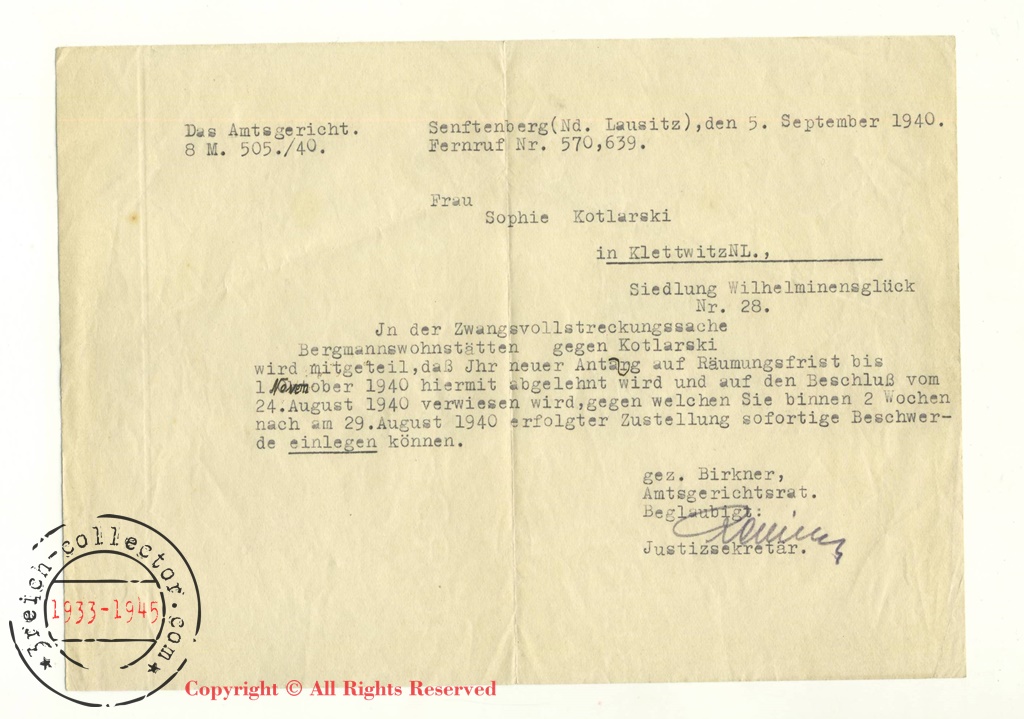 Das Amtsgericht.
8 M. 505./40.
Senftenberg(Nd. Lausitz),den 5. September 1940.
Fernruf Nr. 570,639.
Frau
Sophie Kotlarski
in KlettwitzNL.,
Siedlung Wilhelminensglück
Nr. 28.
Jn der Zwangsvollstreckungssache
Bergmannswohnstätten gegen Kotlarski
wird mitgeteil,daß Jhr neuer Antang auf Räumungsfrist bis
1. ober 1940 hiermit abgelehnt wird und auf den Beschluß vom
24.August 1940 verwiesen wird,gegen welchen Sie binnen 2 Wochen
nach am 29.August 1940 erfolgter Zustellung sofortige Beschwer-
de einlegen können.
gez. Birkner,
Amtsgerichtsrat.
Beglaubigt:
Justizsekretär.
3reich-collector.com
1933-1945
Copyright © All Rights Reserved